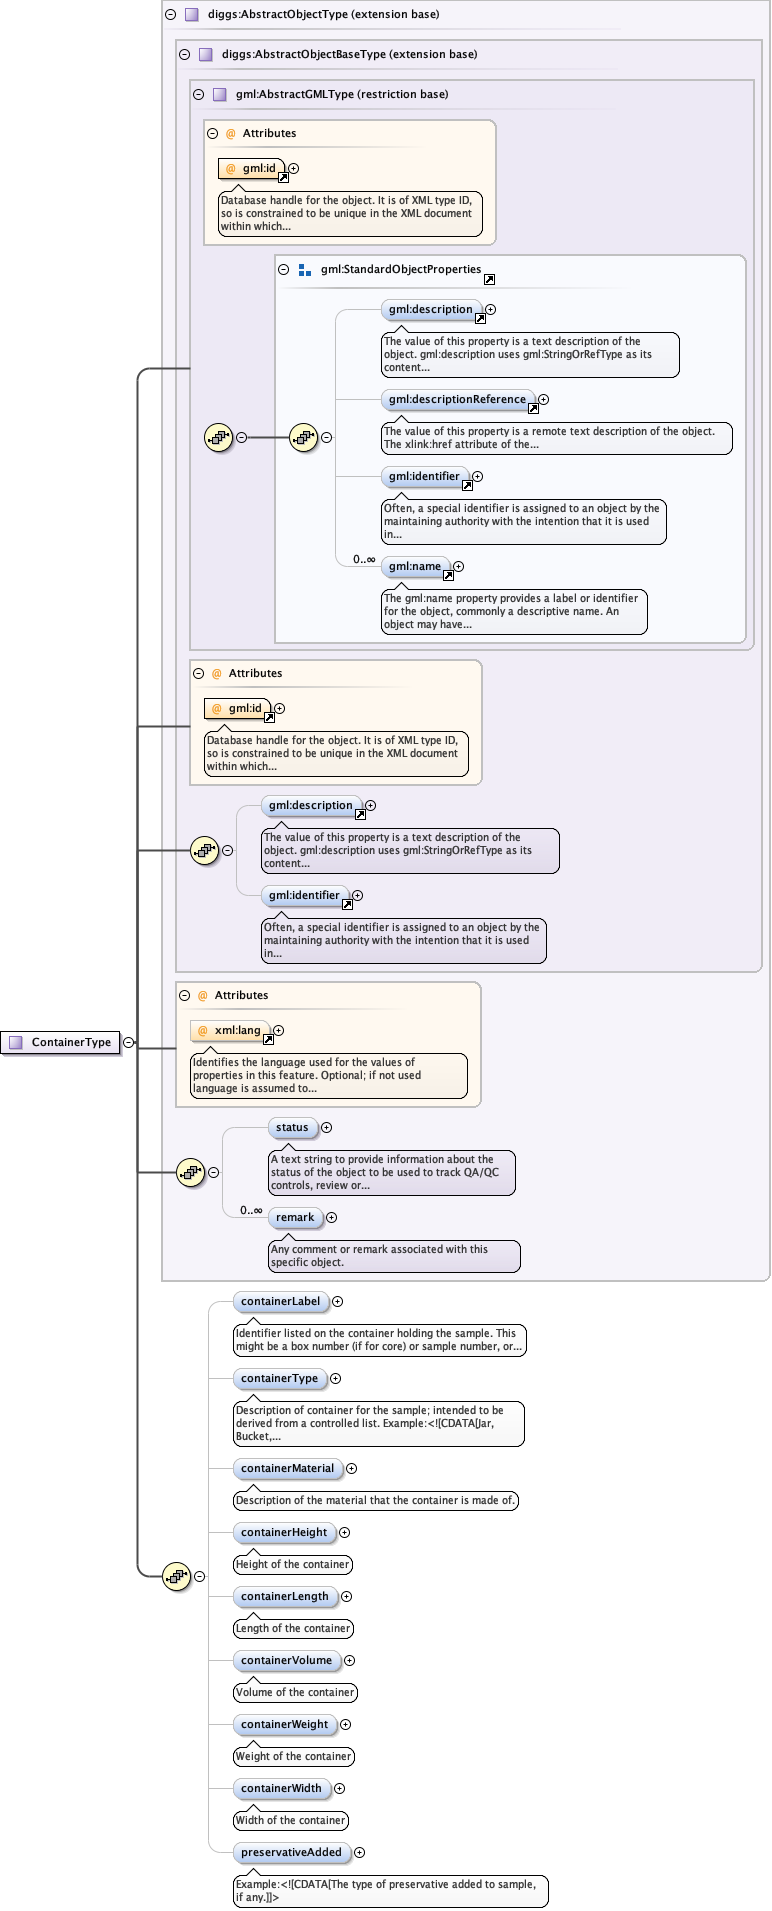 diggs:AbstractObjectType (extension base)
diggs:AbstractObjectBaseType (extension base)
gml:AbstractGMLType (restriction base)
@ Attributes
@ gml:id
Database handle for the object. It is of XML type ID,
so is constrained to be unique in the XML document
within which...
gml:StandardObjectProperties
gml:description
The value of this property is a text description of the
object. gml:description uses gml:StringOrRefType as its
content...
gml:descriptionReference
The value of this property is a remote text description of the object.
The xlink:href attribute of the...
gml:identifier
Often, a special identifier is assigned to an object by the
maintaining authority with the intention that it is used
in...
0..∞
gml:name
The gml:name property provides a label or identifier
for the object, commonly a descriptive name. An
object may have...
@ Attributes
@ gml:id
Database handle for the object. It is of XML type ID,
so is constrained to be unique in the XML document
within which...
gml:description
The value of this property is a text description of the
object. gml:description uses gml:StringOrRefType as its
content...
gml:identifier
Often, a special identifier is assigned to an object by the
maintaining authority with the intention that it is used
in...
@ Attributes
@ xml:lang
ContainerType
Identifies the language used for the values of
properties in this feature. Optional; if not used
language is assumed to...
status
A text string to provide information about the
status of the object to be used to track QA/QC
controls, review or...
0..∞
remark
Any comment or remark associated with this
specific object.
containerLabel
Identifier listed on the container holding the sample. This
might be a box number (if for core) or sample number, or...
containerType
Description of container for the sample; intended to be
derived from a controlled list. Example:<![CDATA[Jar,
Bucket,...
containerMaterial
Description of the material that the container is made of.
containerHeight
Height of the container
containerLength
Length of the container
containerVolume
Volume of the container
containerWeight
Weight of the container
containerWidth
Width of the container
preservativeAdded
Example:<![CDATA[The type of preservative added to sample,
if any.]]>